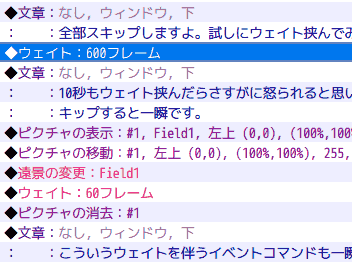 ◆文章：なし, ウィンドウ, 下
：　　：全部スキップしますよ。試しにウェイト挟んでみ
◆ウェイト：600フレーム
◆文章：なし, ウィンドウ, 下
：　　：10秒もウェイト挟んだらさすがに怒られると思い
：　　：キップすると一瞬です。
◆ピクチャの表示：#1, Field1, 左上 (0,0), (100%,100%
◆ピクチャの移動：#1, 左上 (0,0), (100%,100%), 255,
◆遠景の変更：Field1
◆ウェイト：60フレーム
◆ピクチャの消去：#1
◆文章：なし, ウィンドウ, 下
：　　：こういうウェイトを伴うイベントコマンドも一瞬